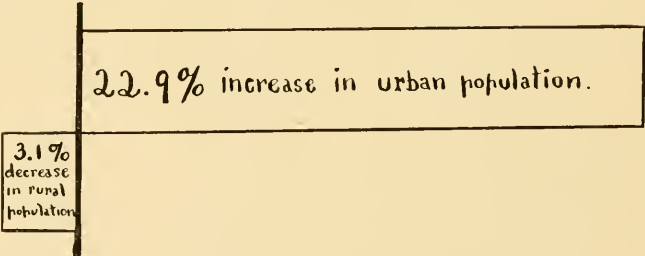 22.9% increase in urban population.
3.1%
decrease
in rural
population